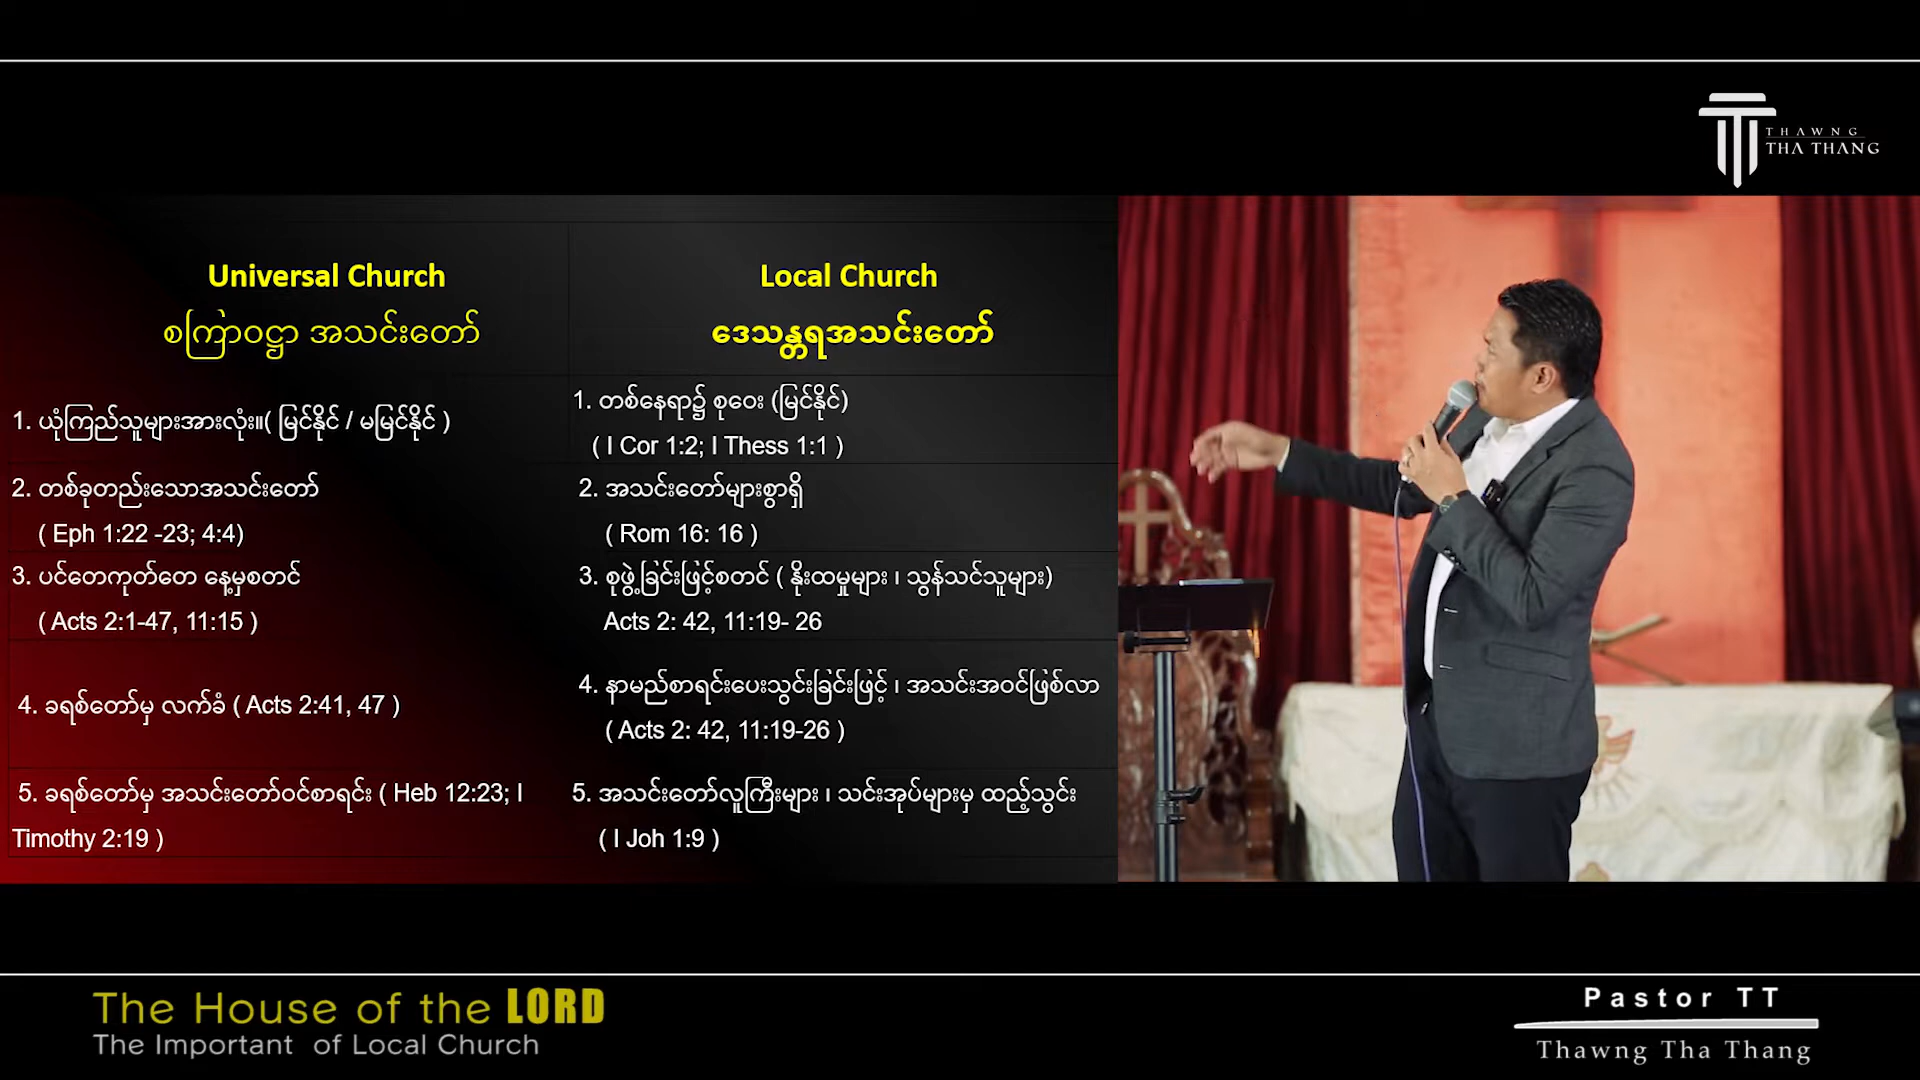 THAWNG
THA THANG
Universal Church
စကြာဝဠာ အသင်းတော်
1. ယုံကြည်သူများအားလုံး။( မြင်နိုင် / မမြင်နိုင် )
2. တစ်ခုတည်းသောအသင်းတော်
( Eph 1:22 -23; 4:4)
3. ပင်တေကုတ်တေ နေ့မှစတင်
( Acts 2:1-47, 11:15 )
4. ခရစ်တော်မှ လက်ခံ ( Acts 2:41, 47 )
5. ခရစ်တော်မှ အသင်းတော်ဝင်စာရင်း ( Heb 12:23; I
Timothy 2:19 )
Local Church
ဒေသန္တရအသင်းတော်
1. တစ်နေရာ၌ စုဝေး (မြင်နိုင်)
( I Cor 1:2; I Thess 1:1 )
2. အသင်းတော်များစွာရှိ
( Rom 16: 16 )
3. စုဖွဲ့ခြင်းဖြင့်စတင် ( နိုးထမှုများ ၊ သွန်သင်သူများ)
Acts 2: 42, 11:19- 26
4. နာမည်စာရင်းပေးသွင်းခြင်းဖြင့် ၊ အသင်းအဝင်ဖြစ်လာ
( Acts 2: 42, 11:19-26 )
5. အသင်းတော်လူကြီးများ ၊ သင်းအုပ်များမှ ထည့်သွင်း
( I Joh 1:9 )
The House of the LORD
The Important of Local Church
Pastor TT
Thawng Tha Thang